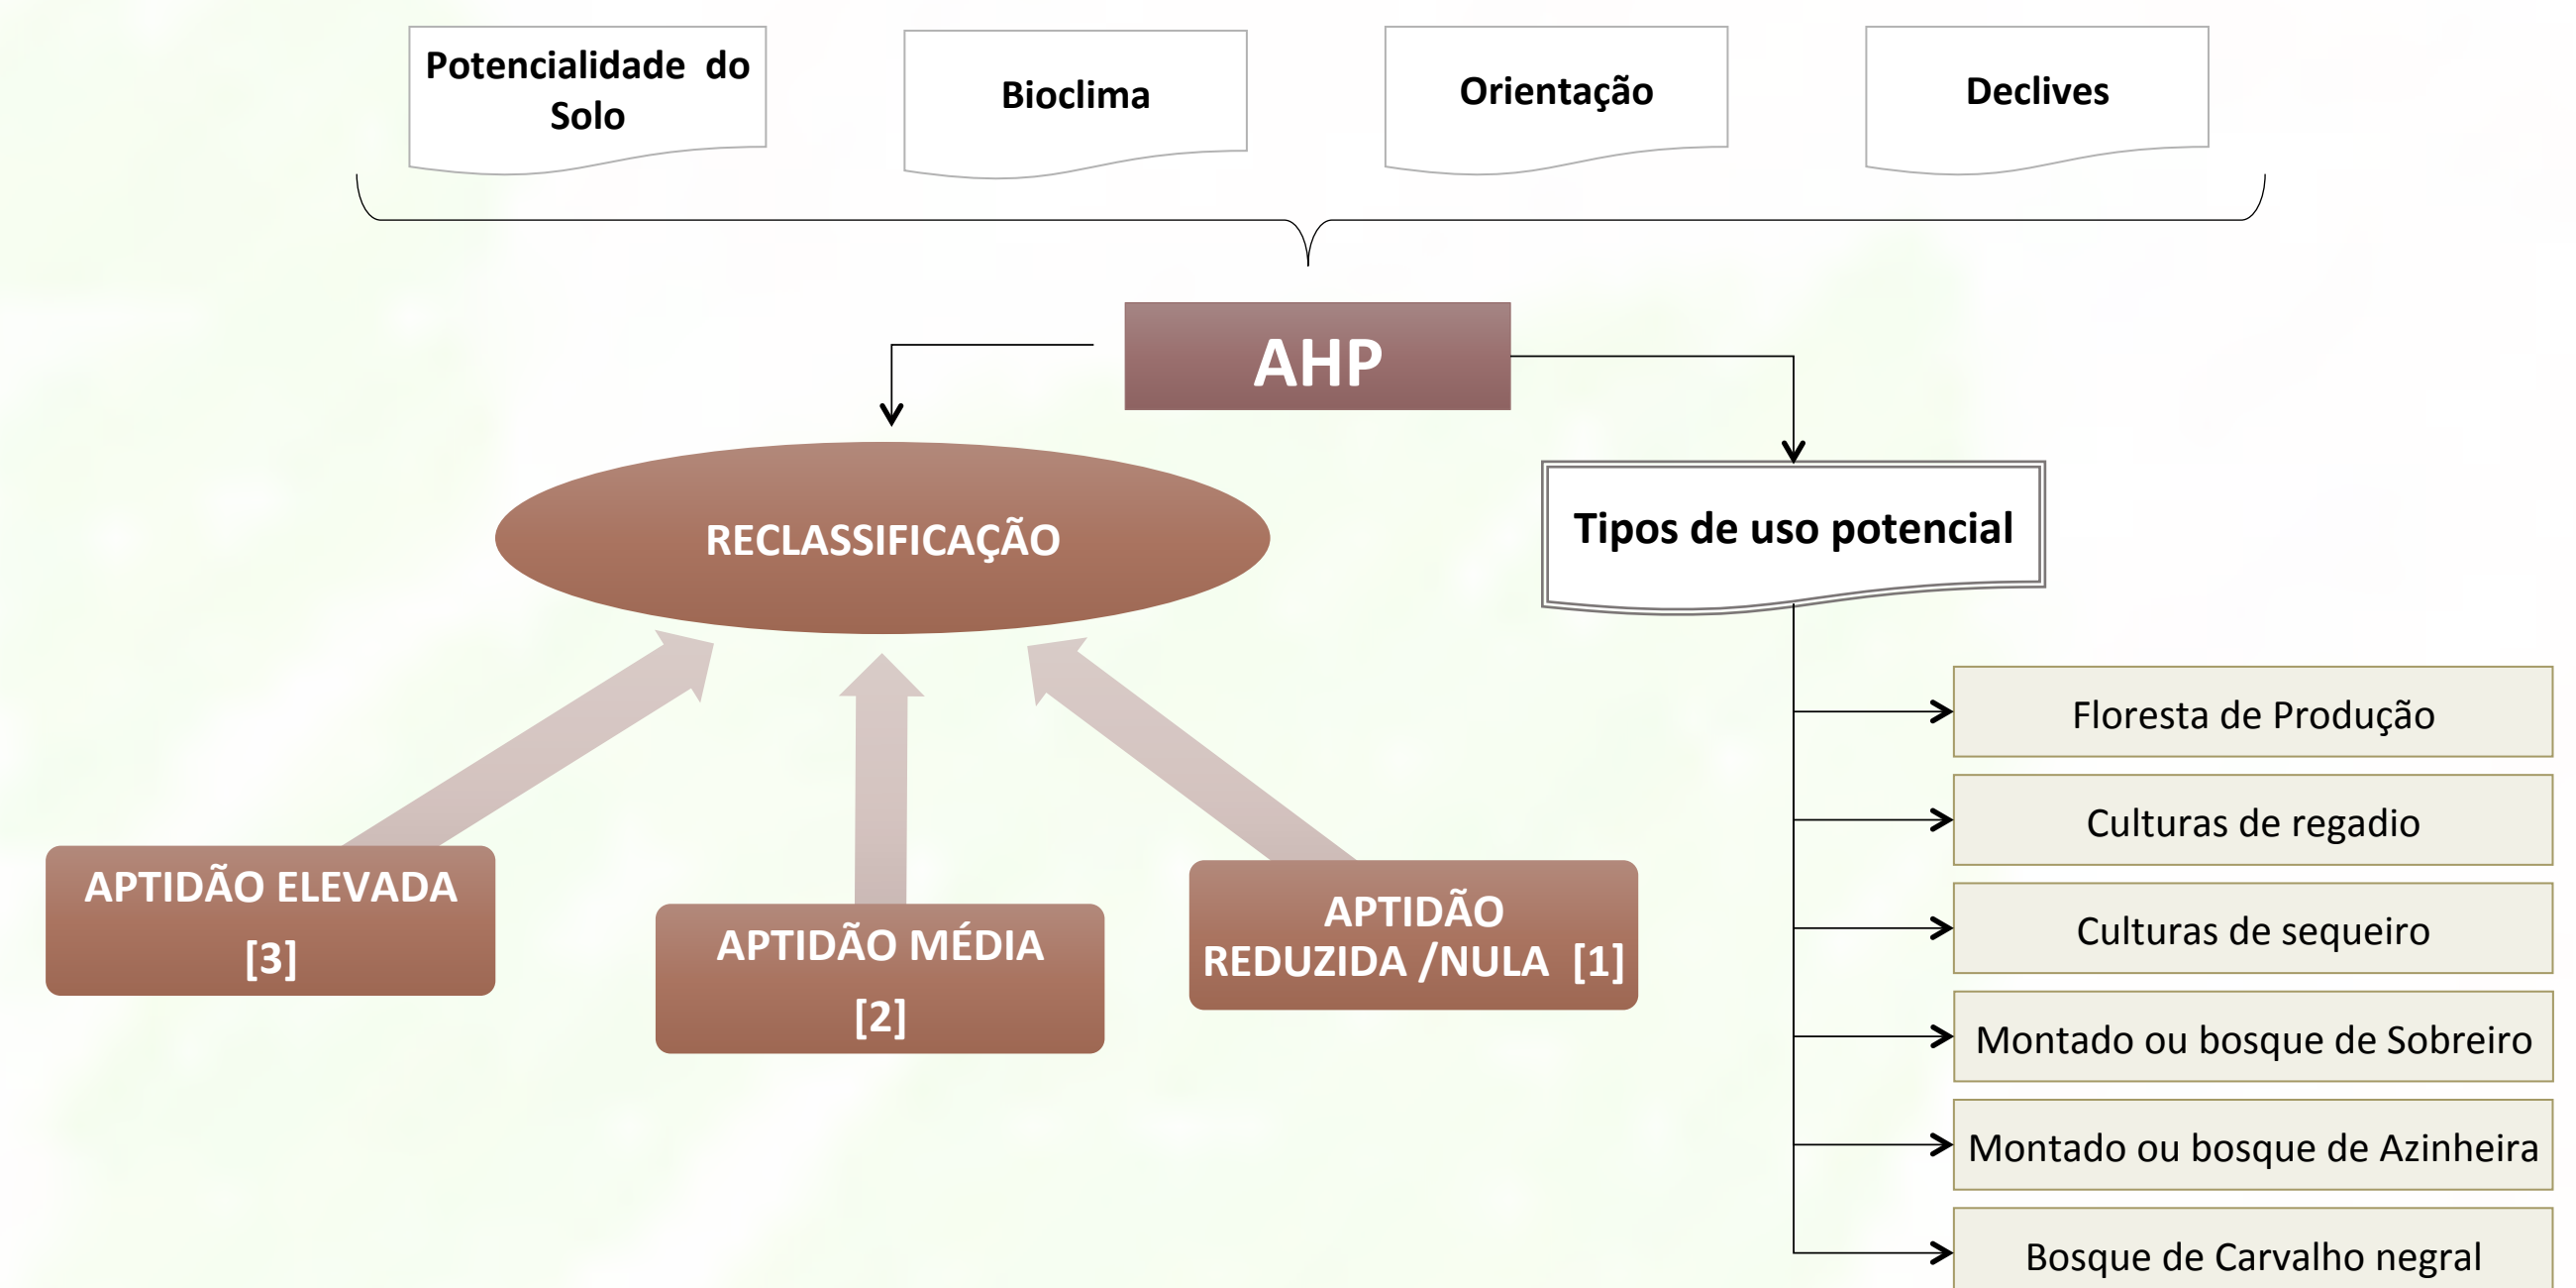 Potencialidade do
Solo
Bioclima
Orientação
Declives
AHP
RECLASSIFICAÇÃO
Tipos de uso potencial
APTIDÃO ELEVADA
[3]
APTIDÃO MÉDIA
[2]
APTIDÃO
REDUZIDA /NULA [1]
Floresta de Produção
Culturas de regadio
Culturas de sequeiro
Montado ou bosque de Sobreiro
Montado ou bosque de Azinheira
Bosque de Carvalho negral